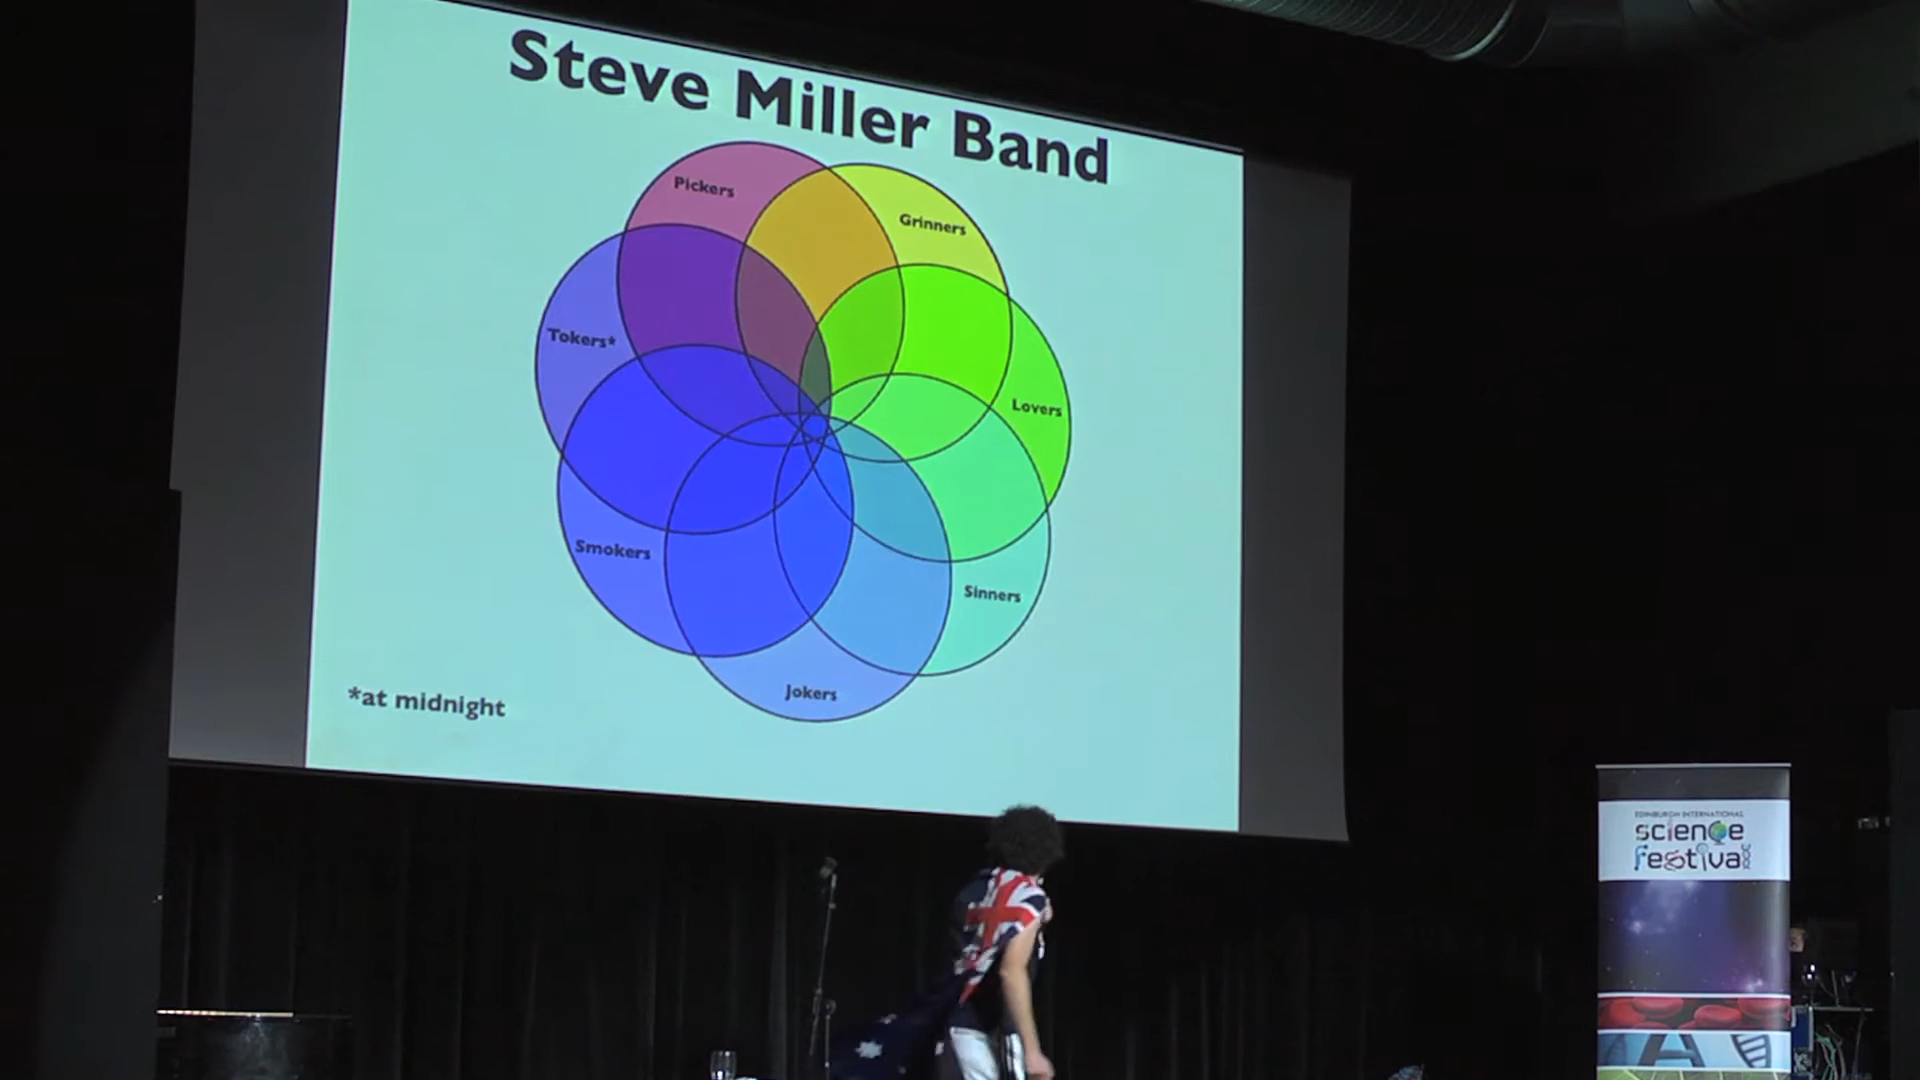 Steve Miller Band
Pickers
Grinners
Tokers*
Lovers
Smokers
Sinners
Jokers
*at midnight
EDINBURGH INTERNATIONAL
science
festival